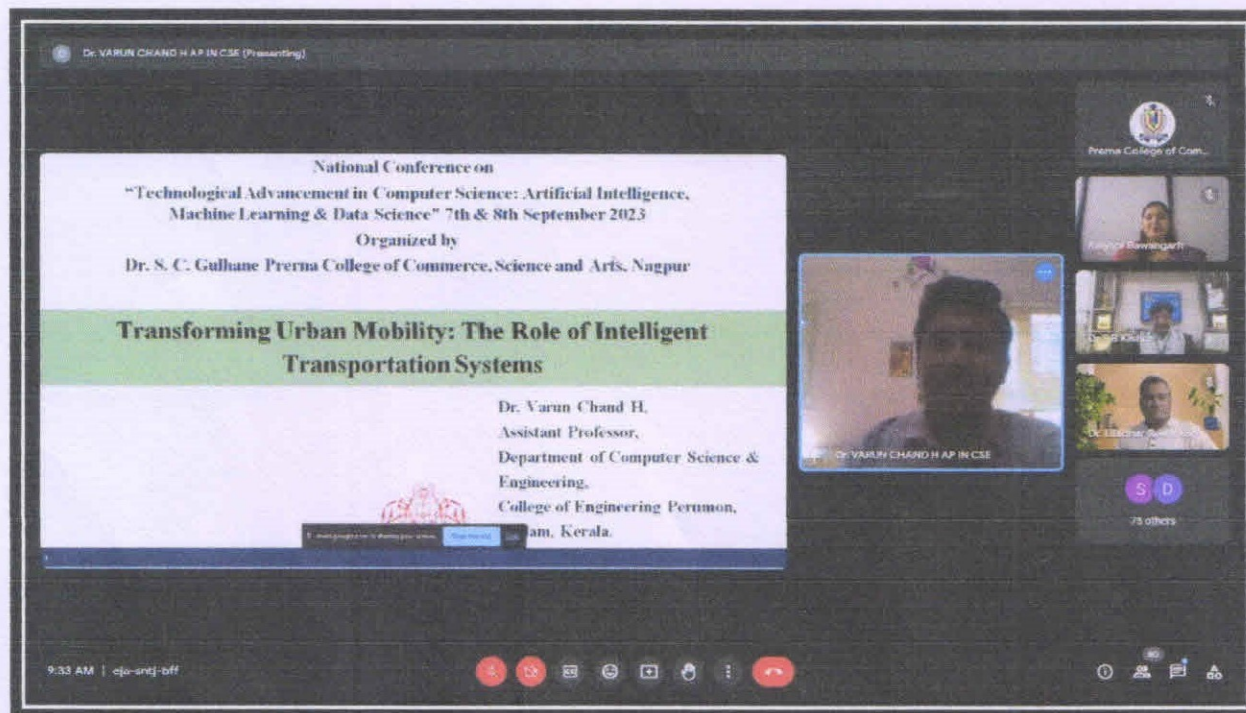 D
Dr. VARUN CHAND H AP IN CSE (Presenting)
National Conference on
“Technological Advancement in Computer Science: Artificial Intelligence,
Machine Learning & Data Science” 7th & 8th September 2023
Organized by
Dr. S. C. Gulhane Prerna College of Commerce, Science and Arts, Nagpur
Transforming Urban Mobility: The Role of Intelligent
Transportation Systems
Dr. Varun Chand H,
Assistant Professor,
Department of Computer Science &
Engineering,
College of Engineering Perumon,
Kerala.
Dr. VARUN CHAND H AP IN CSE
Prerna College of Com...
Dr.
Dr.
S D
75 others
9:33 AM | eja-sntj-bff
80